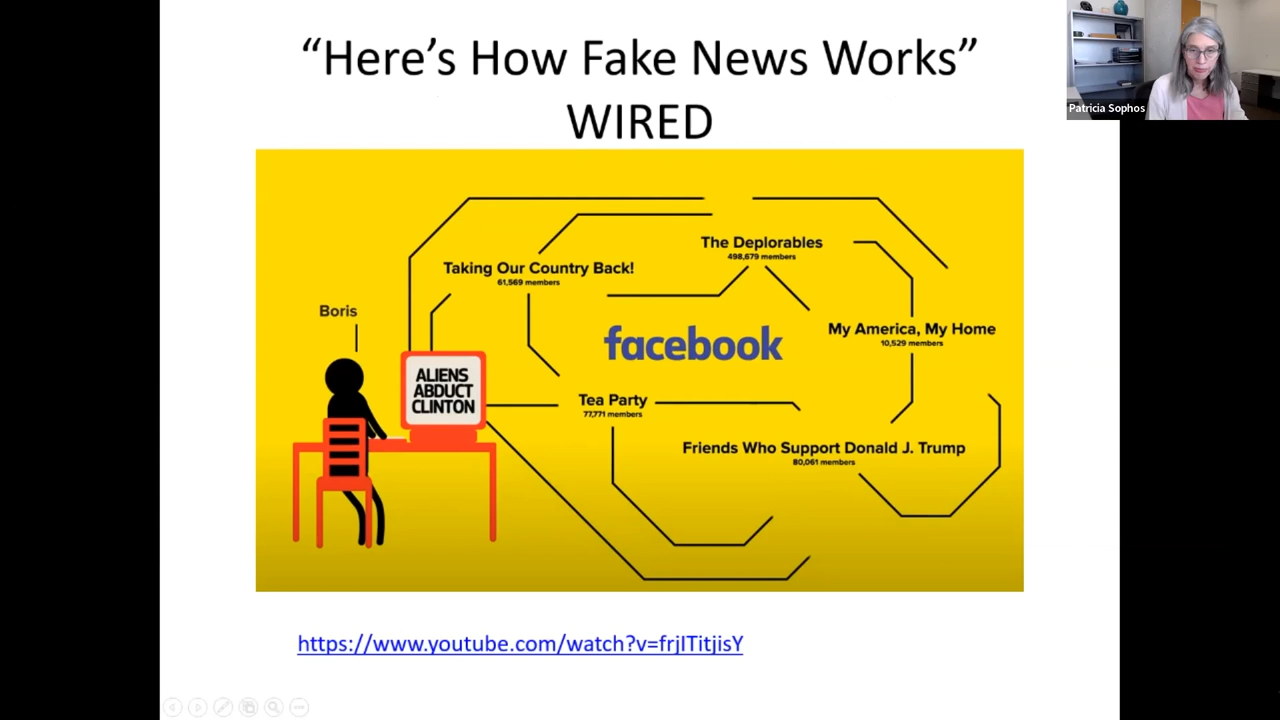 “Here’s How Fake News Works”
WIRED
Patricia Sophos
The Deplorables
498,679 members
Taking Our Country Back!
61,569 members
Boris
facebook
My America, My Home
10,529 members
ALIENS
ABDUCT
CLINTON
Tea Party
77,771 members
Friends Who Support Donald J. Trump
80,061 members
https://www.youtube.com/watch?v=frjITitjisY